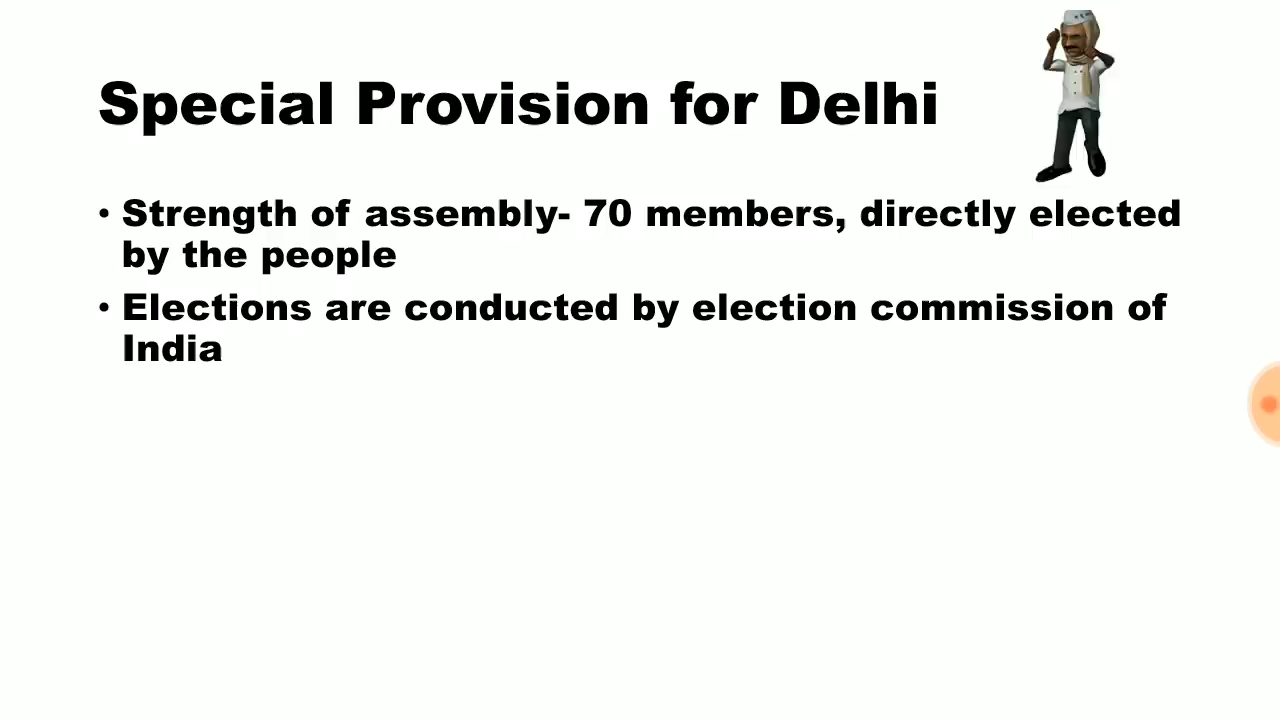 Special Provision for Delhi
• Strength of assembly- 70 members, directly elected
by the people
• Elections are conducted by election commission of
India